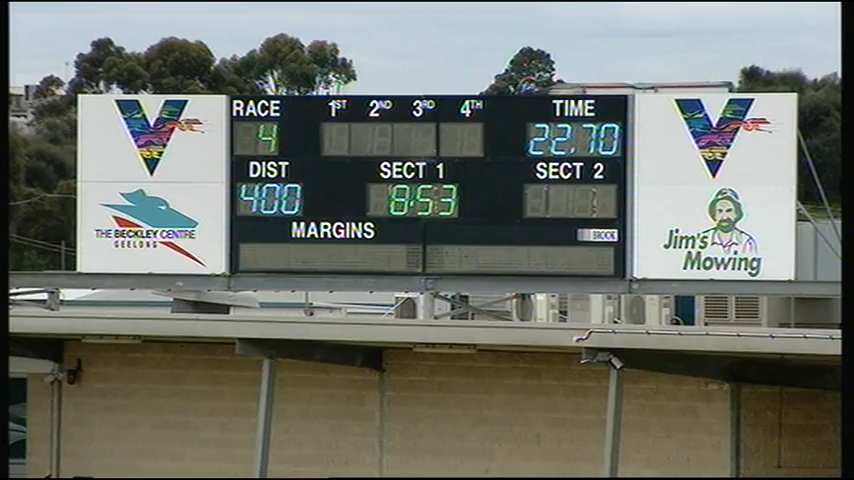 RACE 1ST 2ND 3RD 4TH TIME
4 22.70
DIST SECT 1 SECT 2
400 8.53
MARGINS
BROOK
THE BECKLEY CENTRE
GEELONG
Jim's
Mowing